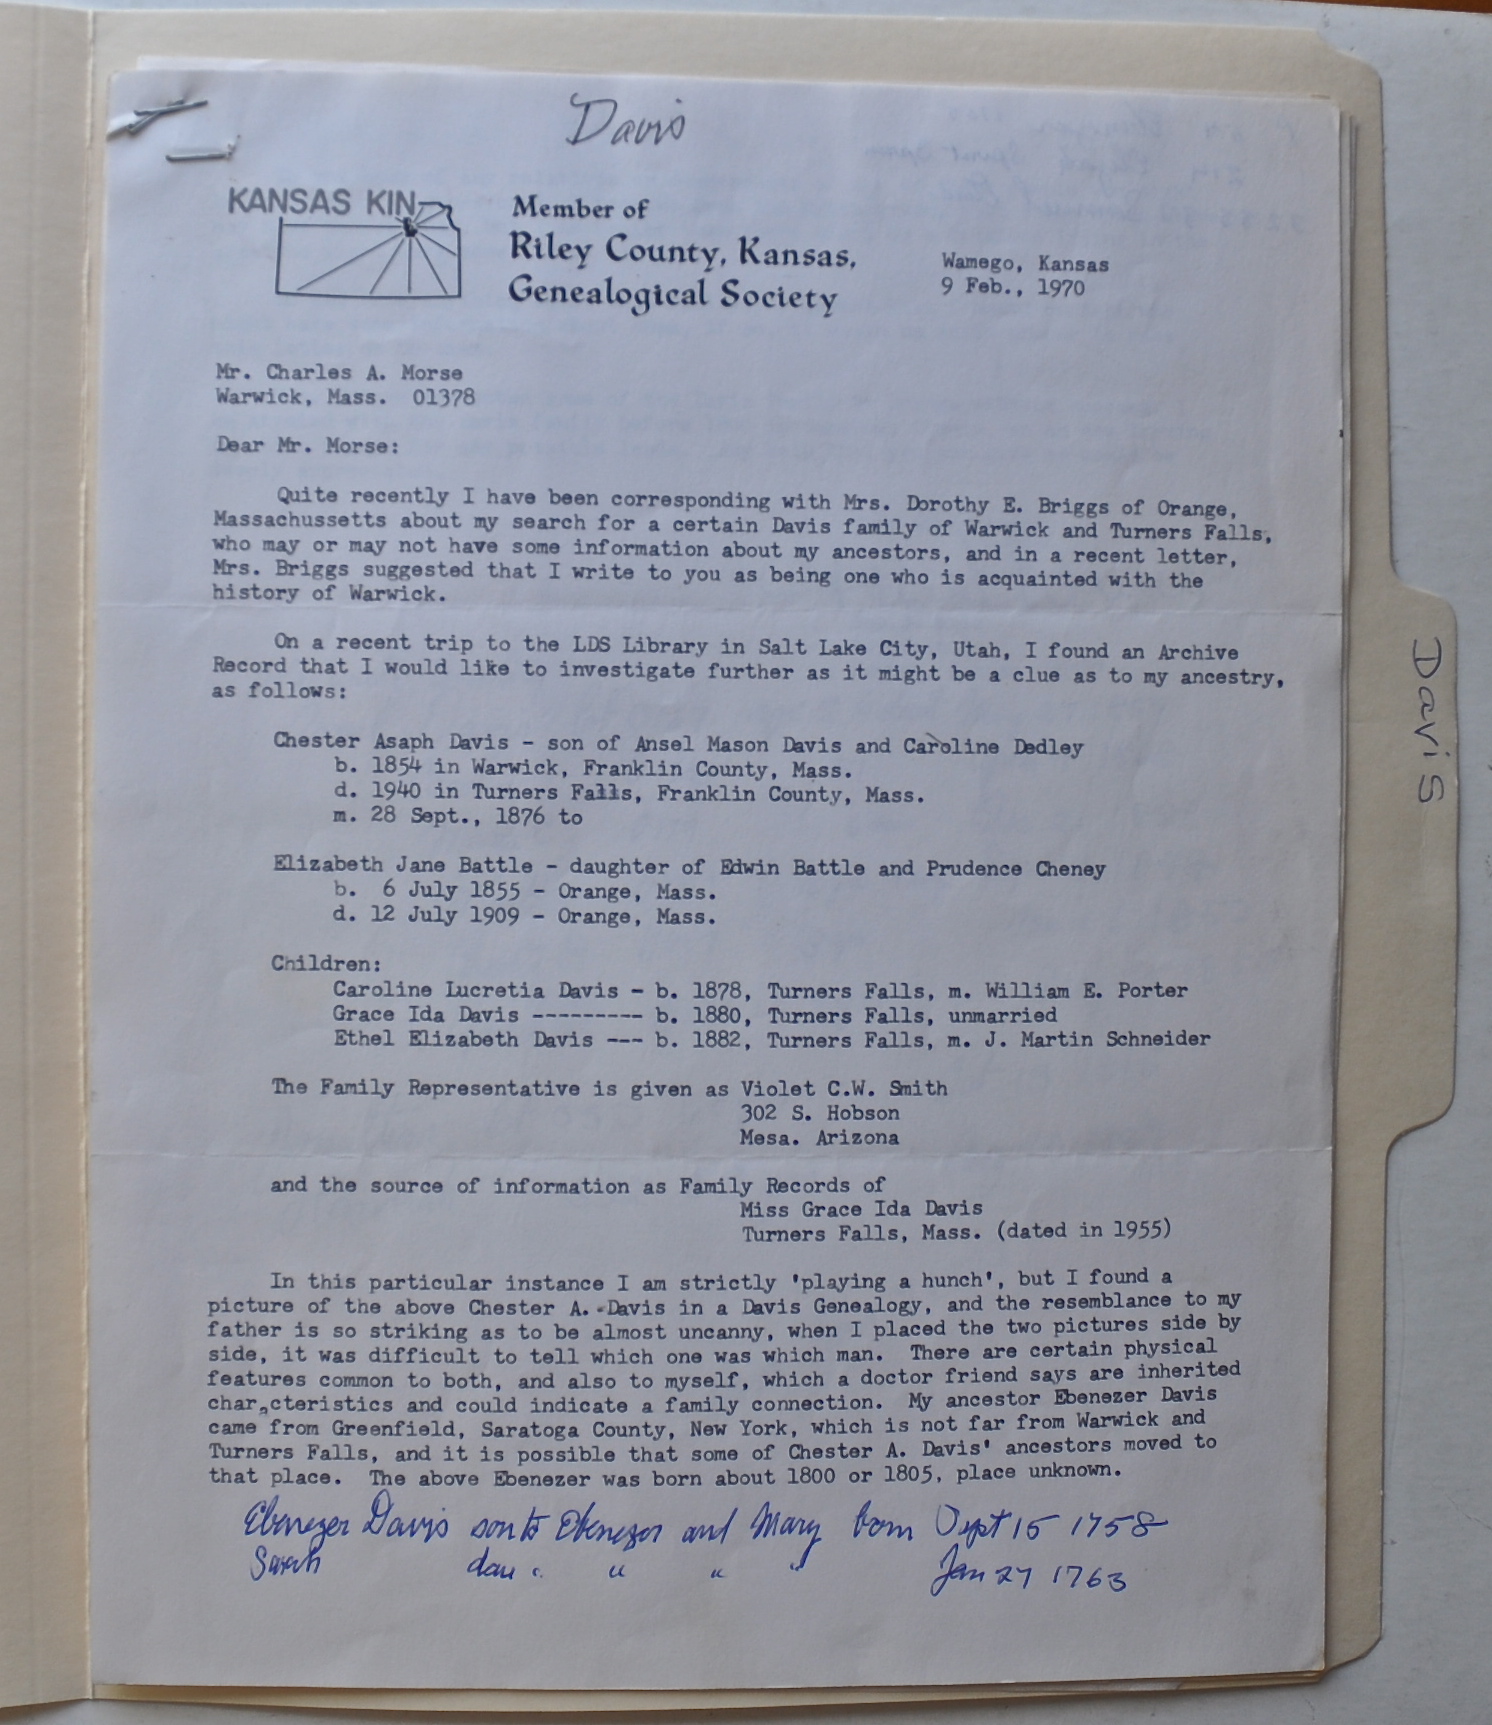 Davis
KANSAS KIN
Member of
Riley County, Kansas,
Genealogical Society
Wamego, Kansas
9 Feb., 1970
Mr. Charles A. Morse
Warwick, Mass.  01378
Dear Mr. Morse:
Quite recently I have been corresponding with Mrs. Dorothy E. Briggs of Orange,
Massachussetts about my search for a certain Davis family of Warwick and Turners Falls,
who may or may not have some information about my ancestors, and in a recent letter,
Mrs. Briggs suggested that I write to you as being one who is acquainted with the
history of Warwick.
On a recent trip to the LDS Library in Salt Lake City, Utah, I found an Archive
Record that I would like to investigate further as it might be a clue as to my ancestry,
as follows:
Chester Asaph Davis - son of Ansel Mason Davis and Caroline Dedley
b. 1854 in Warwick, Franklin County, Mass.
d. 1940 in Turners Falls, Franklin County, Mass.
m. 28 Sept., 1876 to
Elizabeth Jane Battle - daughter of Edwin Battle and Prudence Cheney
b.  6 July 1855 - Orange, Mass.
d. 12 July 1909 - Orange, Mass.
Children:
Caroline Lucretia Davis - b. 1878, Turners Falls, m. William E. Porter
Grace Ida Davis --------- b. 1880, Turners Falls, unmarried
Ethel Elizabeth Davis --- b. 1882, Turners Falls, m. J. Martin Schneider
The Family Representative is given as Violet C.W. Smith
302 S. Hobson
Mesa. Arizona
and the source of information as Family Records of
Miss Grace Ida Davis
Turners Falls, Mass. (dated in 1955)
In this particular instance I am strictly 'playing a hunch', but I found a
picture of the above Chester A. Davis in a Davis Genealogy, and the resemblance to my
father is so striking as to be almost uncanny, when I placed the two pictures side by
side, it was difficult to tell which one was which man.  There are certain physical
features common to both, and also to myself, which a doctor friend says are inherited
characteristics and could indicate a family connection.  My ancestor Ebenezer Davis
came from Greenfield, Saratoga County, New York, which is not far from Warwick and
Turners Falls, and it is possible that some of Chester A. Davis' ancestors moved to
that place.  The above Ebenezer was born about 1800 or 1805, place unknown.
Ebenezer Davis son to Ebenezer and Mary born Sept 15 1758
Sarah dau " " " " Jan 27 1763
Davis